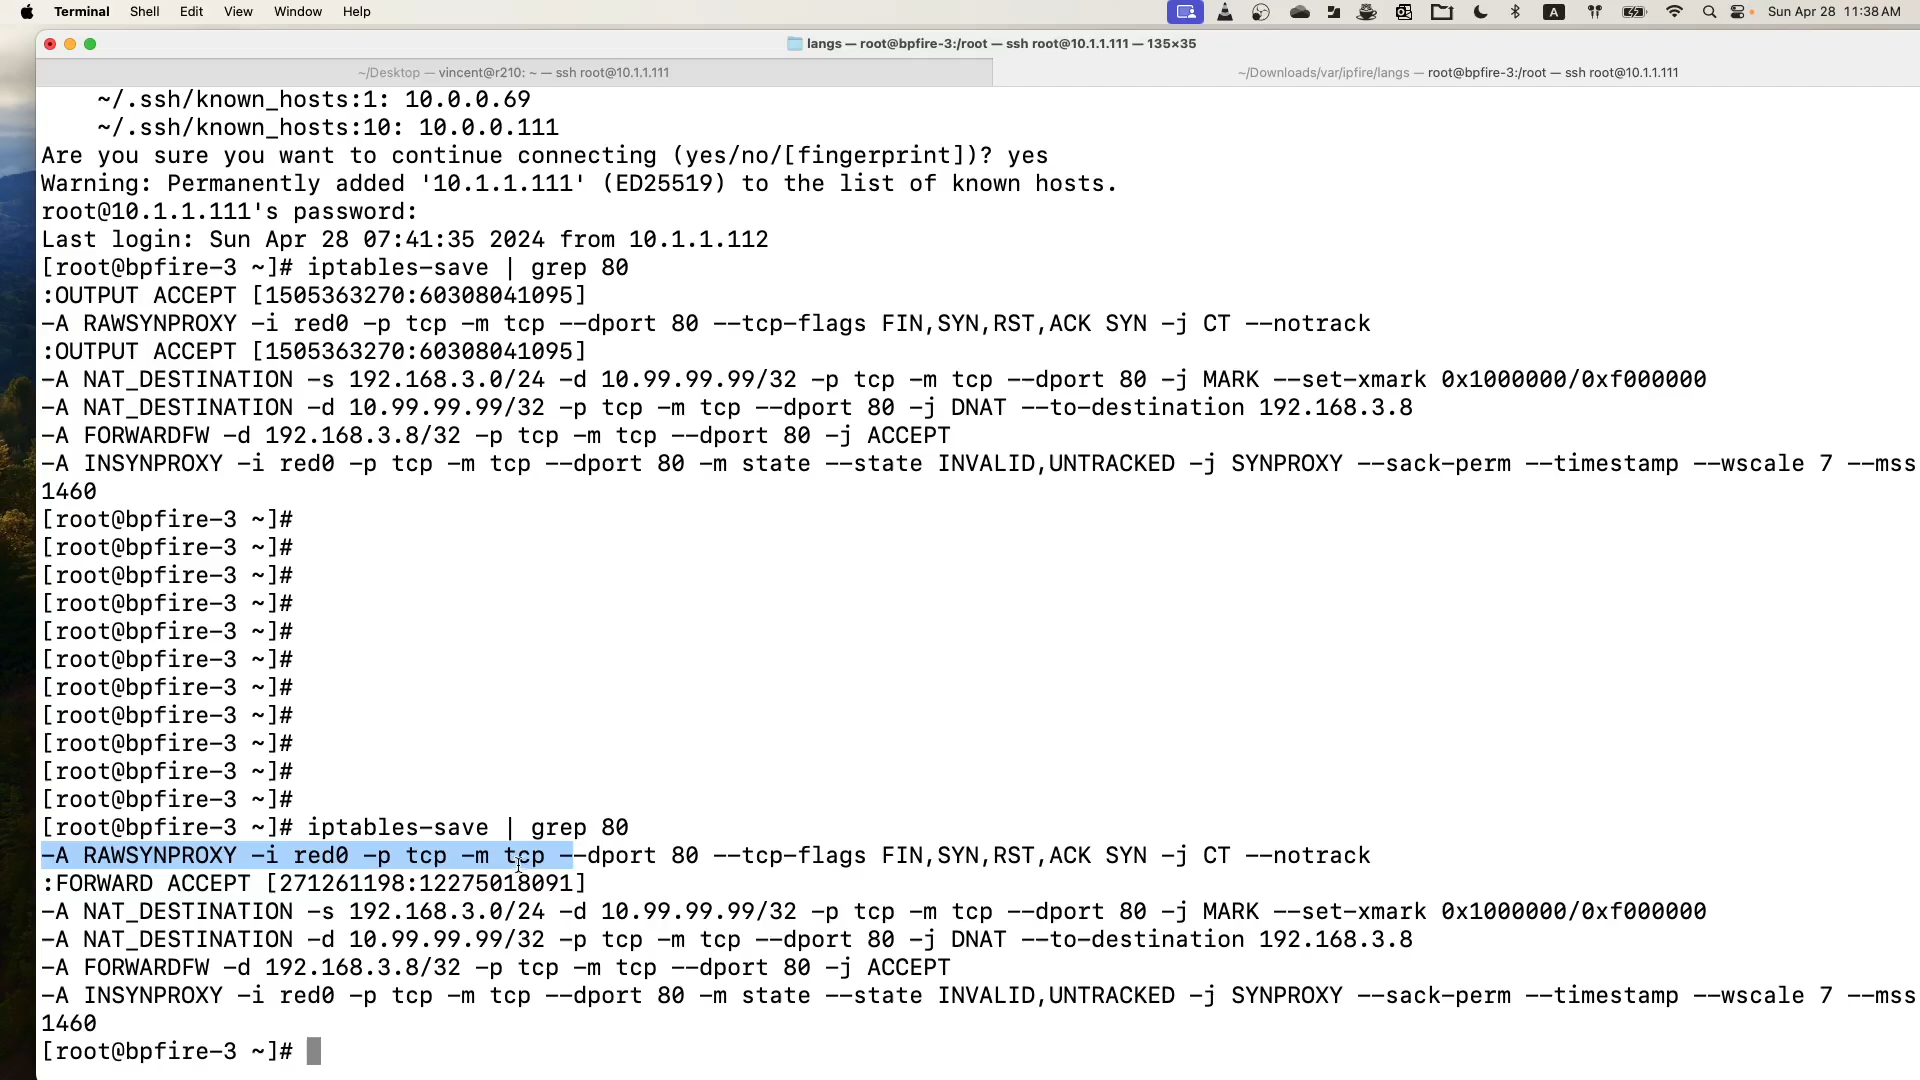 Terminal Shell Edit View Window Help A Sun Apr 28 11:38 AM
langs — root@bpfire-3:/root — ssh root@10.1.1.111 — 135×35
~/Desktop — vincent@r210: ~ — ssh root@10.1.1.111
~/Downloads/var/ipfire/langs — root@bpfire-3:/root — ssh root@10.1.1.111
~/.ssh/known_hosts:1: 10.0.0.69
~/.ssh/known_hosts:10: 10.0.0.111
Are you sure you want to continue connecting (yes/no/[fingerprint])? yes
Warning: Permanently added '10.1.1.111' (ED25519) to the list of known hosts.
root@10.1.1.111's password:
Last login: Sun Apr 28 07:41:35 2024 from 10.1.1.112
[root@bpfire-3 ~]# iptables-save | grep 80
:OUTPUT ACCEPT [1505363270:60308041095]
-A RAWSYNPROXY -i red0 -p tcp -m tcp --dport 80 --tcp-flags FIN,SYN,RST,ACK SYN -j CT --notrack
:OUTPUT ACCEPT [1505363270:60308041095]
-A NAT_DESTINATION -s 192.168.3.0/24 -d 10.99.99.99/32 -p tcp -m tcp --dport 80 -j MARK --set-xmark 0x1000000/0xf000000
-A NAT_DESTINATION -d 10.99.99.99/32 -p tcp -m tcp --dport 80 -j DNAT --to-destination 192.168.3.8
-A FORWARDFW -d 192.168.3.8/32 -p tcp -m tcp --dport 80 -j ACCEPT
-A INSYNPROXY -i red0 -p tcp -m tcp --dport 80 -m state --state INVALID,UNTRACKED -j SYNPROXY --sack-perm --timestamp --wscale 7 --mss
1460
[root@bpfire-3 ~]#
[root@bpfire-3 ~]#
[root@bpfire-3 ~]#
[root@bpfire-3 ~]#
[root@bpfire-3 ~]#
[root@bpfire-3 ~]#
[root@bpfire-3 ~]#
[root@bpfire-3 ~]#
[root@bpfire-3 ~]#
[root@bpfire-3 ~]#
[root@bpfire-3 ~]#
[root@bpfire-3 ~]# iptables-save | grep 80
-A RAWSYNPROXY -i red0 -p tcp -m tcp --dport 80 --tcp-flags FIN,SYN,RST,ACK SYN -j CT --notrack
:FORWARD ACCEPT [271261198:12275018091]
-A NAT_DESTINATION -s 192.168.3.0/24 -d 10.99.99.99/32 -p tcp -m tcp --dport 80 -j MARK --set-xmark 0x1000000/0xf000000
-A NAT_DESTINATION -d 10.99.99.99/32 -p tcp -m tcp --dport 80 -j DNAT --to-destination 192.168.3.8
-A FORWARDFW -d 192.168.3.8/32 -p tcp -m tcp --dport 80 -j ACCEPT
-A INSYNPROXY -i red0 -p tcp -m tcp --dport 80 -m state --state INVALID,UNTRACKED -j SYNPROXY --sack-perm --timestamp --wscale 7 --mss
1460
[root@bpfire-3 ~]#